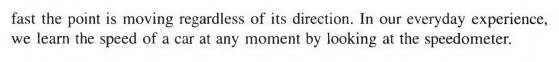 fast the point is moving regardless of its direction. In our everyday experience,
we learn the speed of a car at any moment by looking at the speedometer.